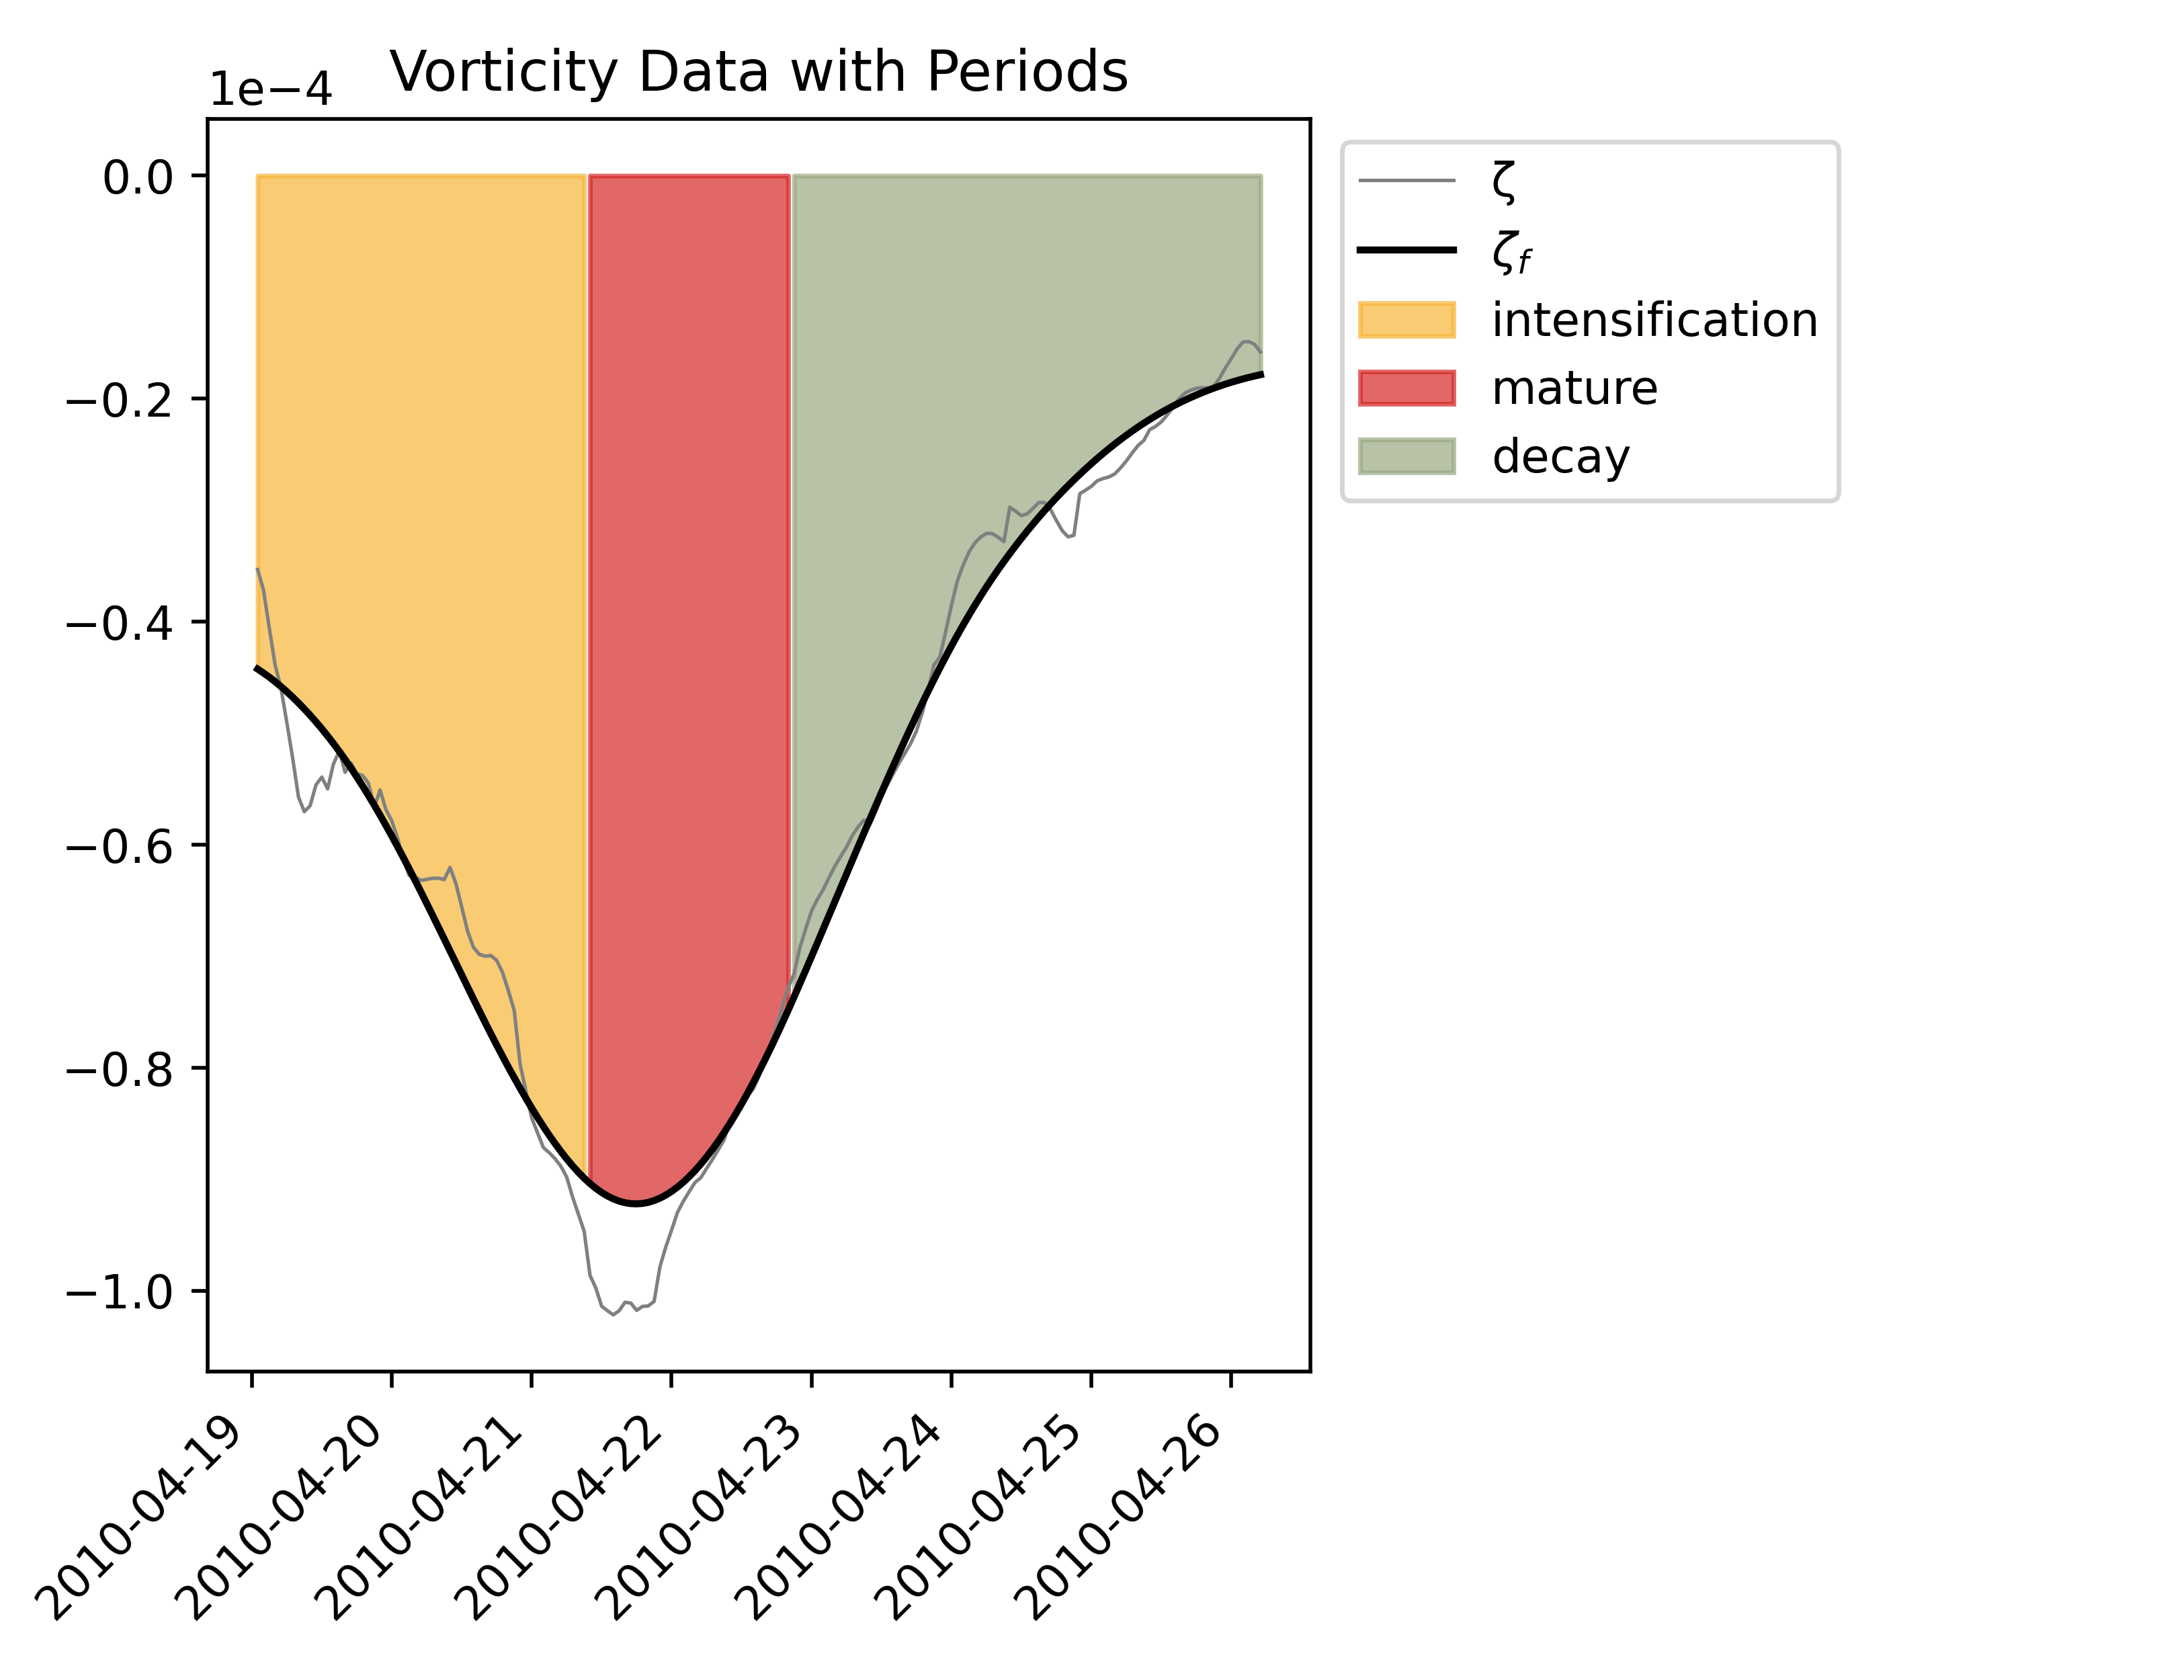 Vorticity Data with Periods
1e−4
0.0
−0.2
−0.4
−0.6
−0.8
−1.0
2010-04-19
2010-04-20
2010-04-21
2010-04-22
2010-04-23
2010-04-24
2010-04-25
2010-04-26
ζ
ζf
intensification
mature
decay